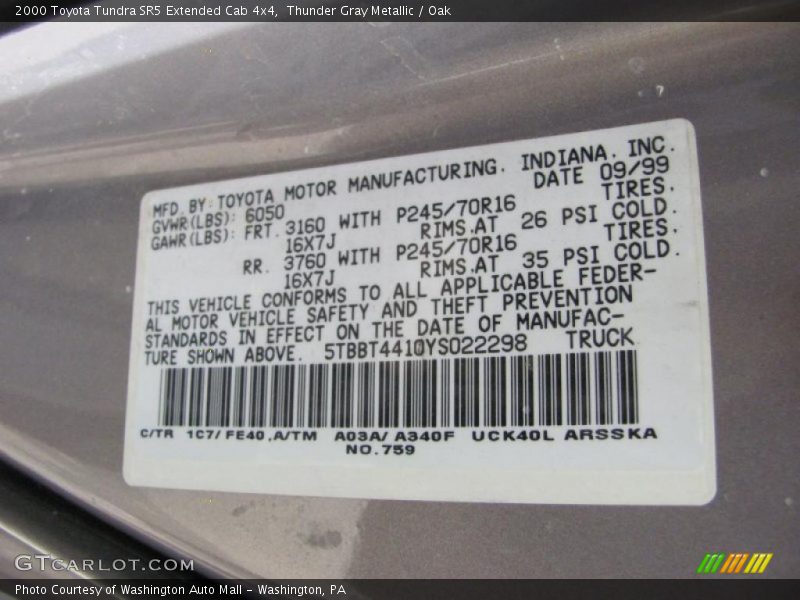 2000 Toyota Tundra SR5 Extended Cab 4x4, Thunder Gray Metallic / Oak
MFD. BY: TOYOTA MOTOR MANUFACTURING. INDIANA, INC.
GVWR(LBS): 6050 DATE 09/99
GAWR(LBS): FRT. 3160 WITH P245/70R16 TIRES.
16X7J RIMS.AT 26 PSI COLD.
RR. 3760 WITH P245/70R16 TIRES.
16X7J RIMS.AT 35 PSI COLD.
THIS VEHICLE CONFORMS TO ALL APPLICABLE FEDER-
AL MOTOR VEHICLE SAFETY AND THEFT PREVENTION
STANDARDS IN EFFECT ON THE DATE OF MANUFAC-
TURE SHOWN ABOVE. 5TBBT4410YS022298 TRUCK
C/TR 1C7/FE40.A/TM A03A/A340F UCK40L ARSSKA
NO.759
GTCARLOT.COM
Photo Courtesy of Washington Auto Mall - Washington, PA